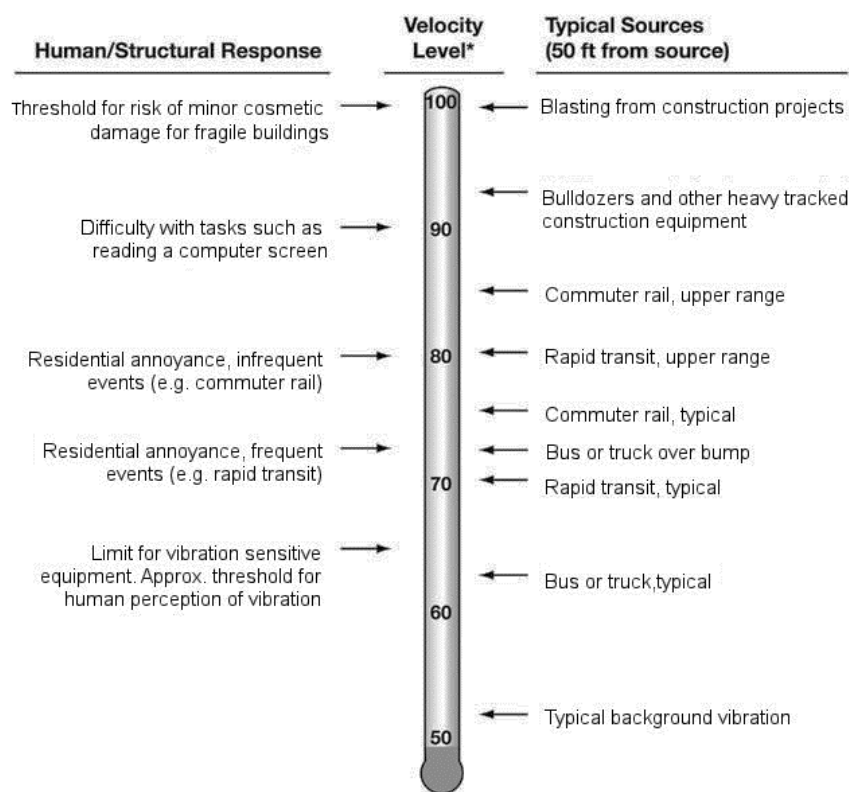 Human/Structural Response
Velocity
Level*
Typical Sources
(50 ft from source)
Threshold for risk of minor cosmetic
damage for fragile buildings
100
Blasting from construction projects
Bulldozers and other heavy tracked
construction equipment
Difficulty with tasks such as
reading a computer screen
90
Commuter rail, upper range
Residential annoyance, infrequent
events (e.g. commuter rail)
80
Rapid transit, upper range
Commuter rail, typical
Residential annoyance, frequent
events (e.g. rapid transit)
Bus or truck over bump
70
Rapid transit, typical
Limit for vibration sensitive
equipment. Approx. threshold for
human perception of vibration
Bus or truck,typical
60
Typical background vibration
50